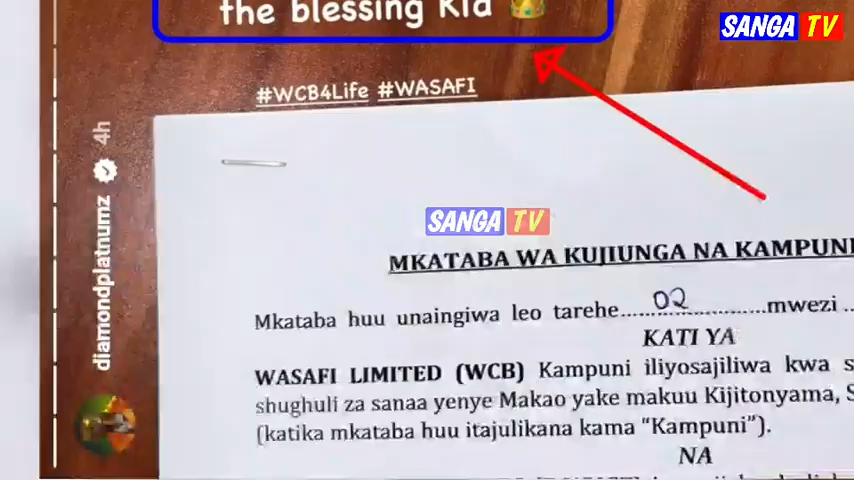 the blessing Kid 👑
SANGA TV
#WCB4Life #WASAFI
4h
diamondplatnumz
SANGA TV
MKATABA WA KUJIUNGA NA KAMPUNI
Mkataba huu unaingiwa leo tarehe......02......mwezi ..
KATI YA
WASAFI LIMITED (WCB) Kampuni iliyosajiliwa kwa s
shughuli za sanaa yenye Makao yake makuu Kijitonyama, S
(katika mkataba huu itajulikana kama “Kampuni”).
NA